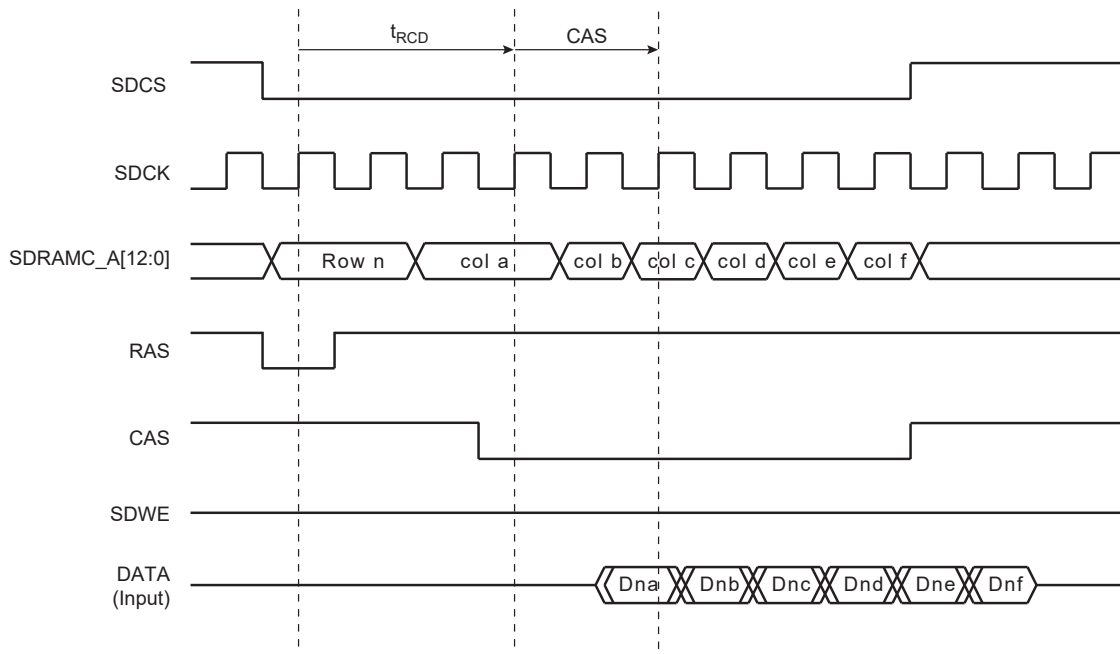 tRCD CAS
SDCS
SDCK
SDRAMC_A[12:0] Row n col a col b col c col d col e col f
RAS
CAS
SDWE
DATA
(Input) Dna Dnb Dnc Dnd Dne Dnf